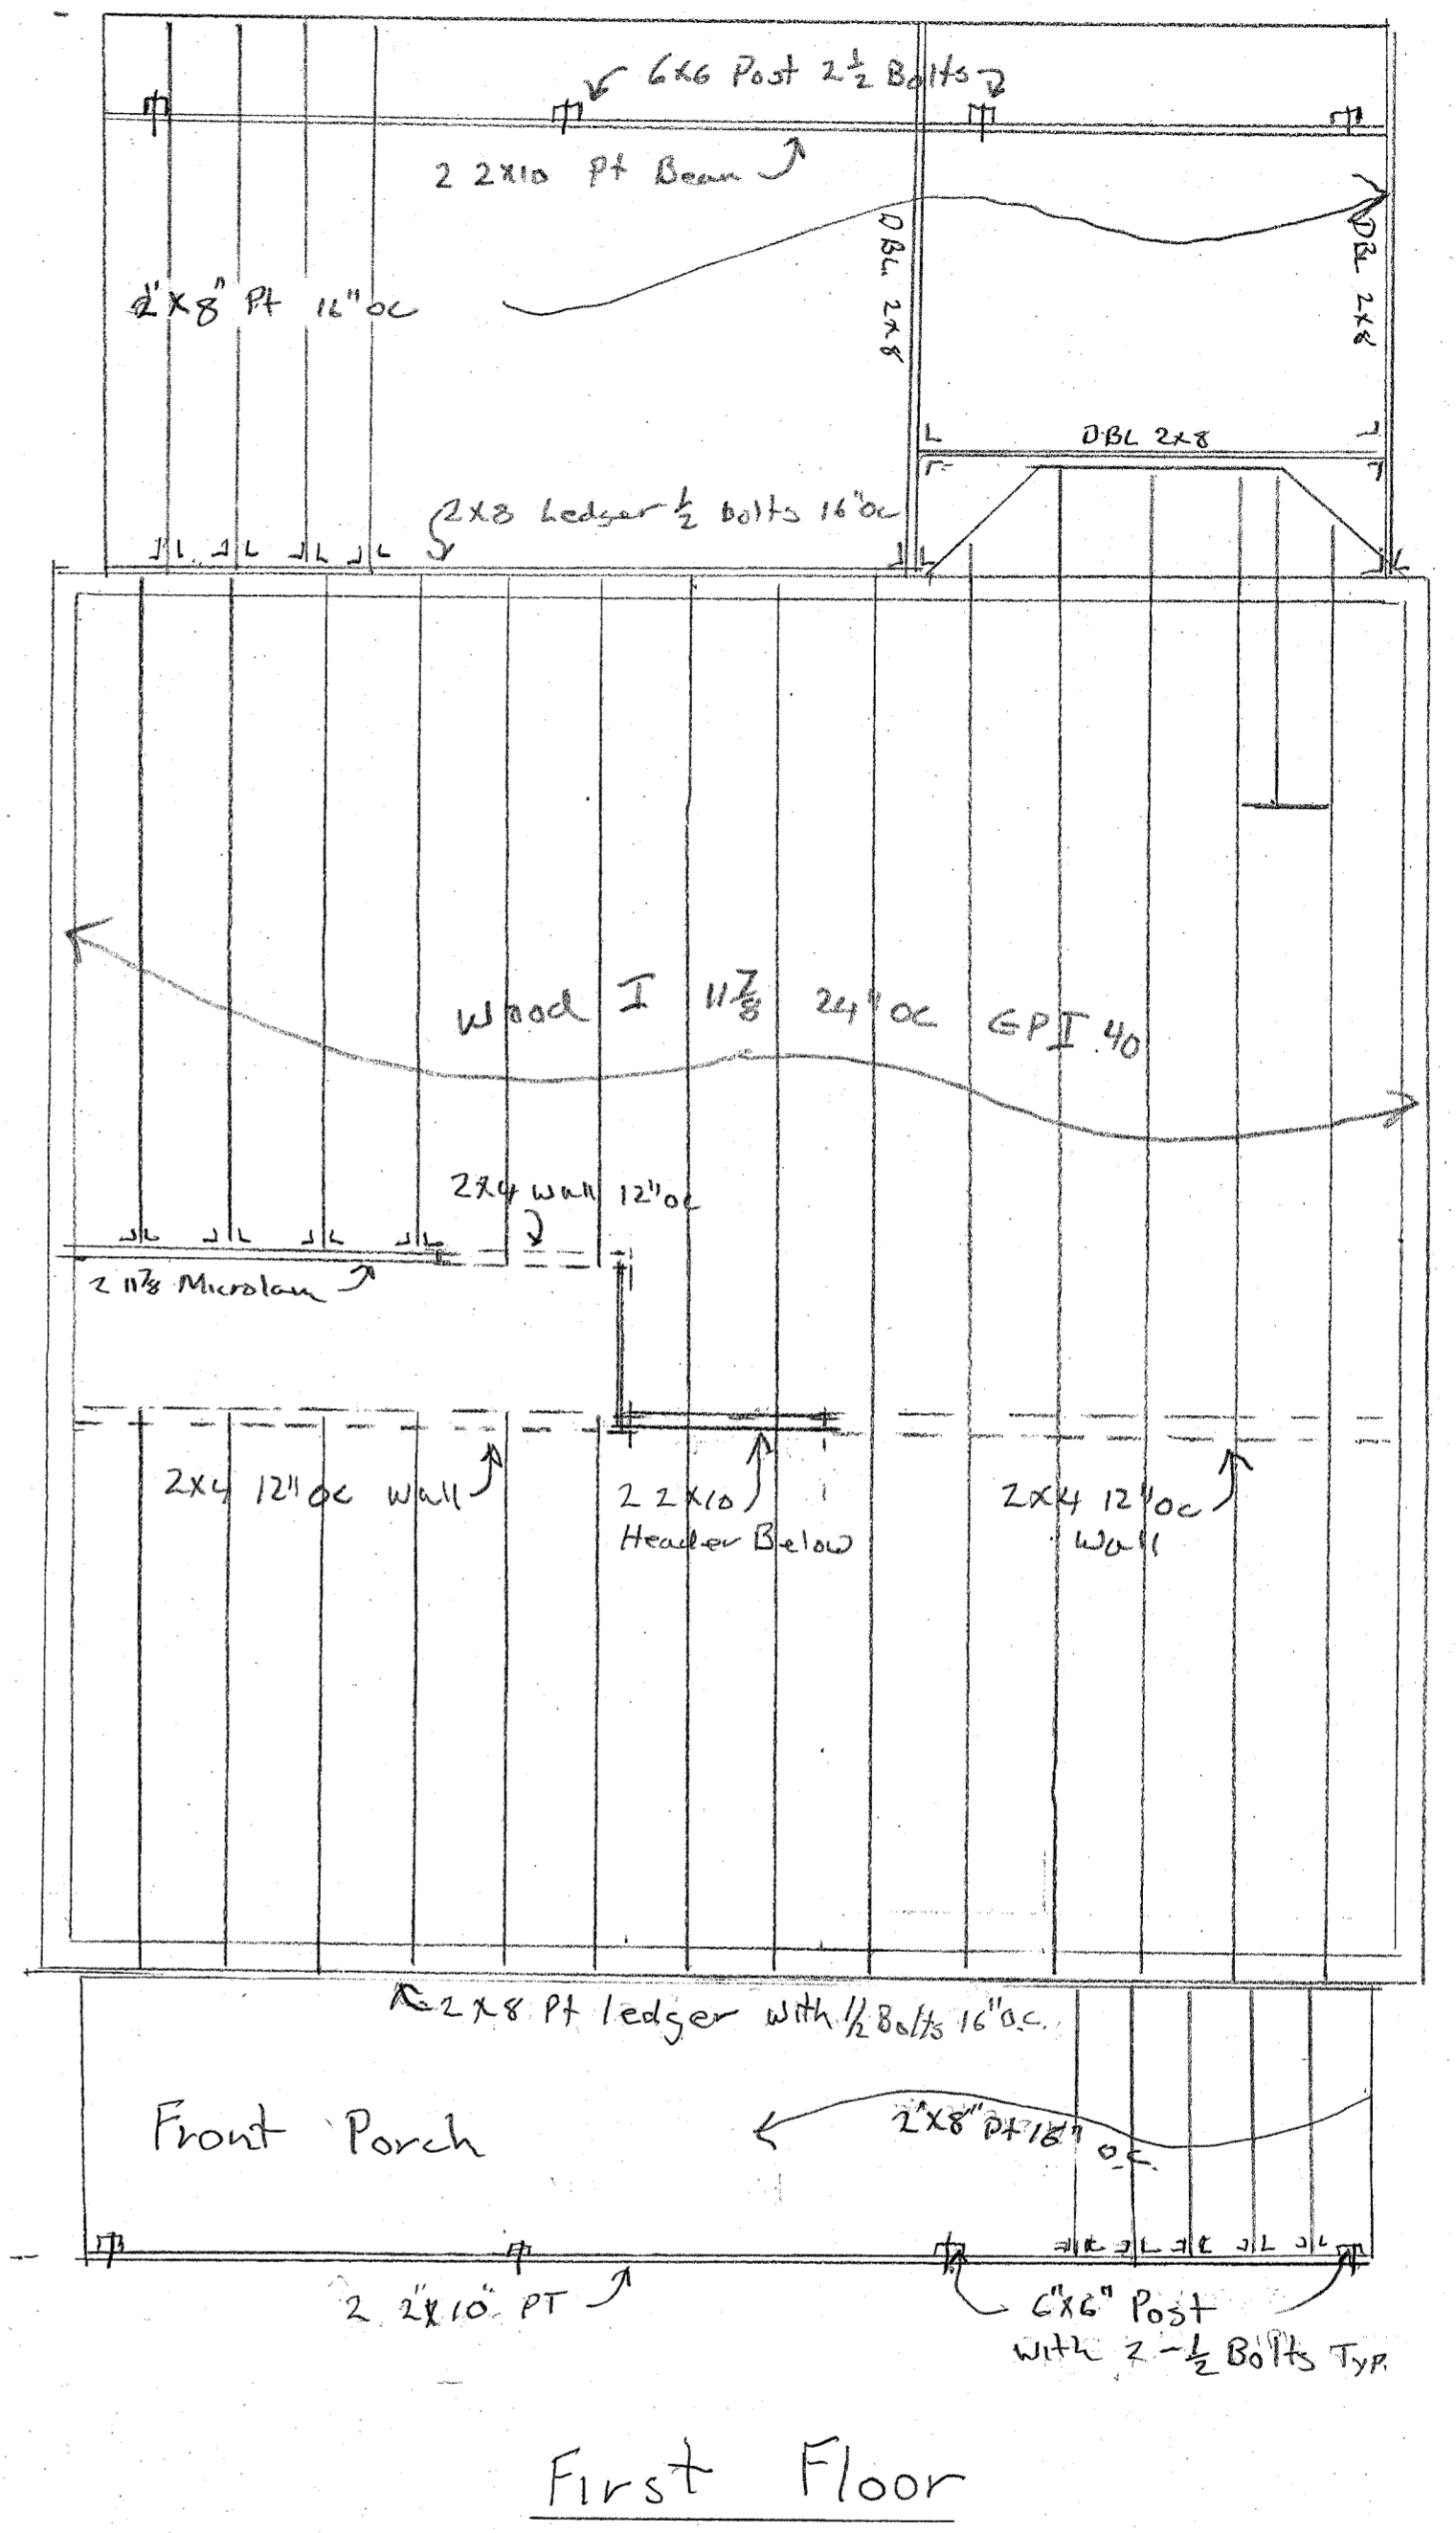 6x6 Post 2 ½ Bolts
2 2x10 Pt Beam
DBL. 2x8
DBL 2x8
2"x8" Pt 16" oc
DBL 2x8
2x8 Ledger ½ bolts 16" oc
Wood I 11⅞ 24" oc GPI 40
2x4 wall 12" oc
2 11⅞ Microlam
2x4 12" oc wall
2 2x10
Header Below
2x4 12" oc
wall
2x8 Pt ledger with ½ Bolts 16" o.c.
Front Porch
2"x8" Pt 16"
o.c.
2 2"x10" PT
6"x6" Post
with 2-½ Bolts Typ.
First Floor